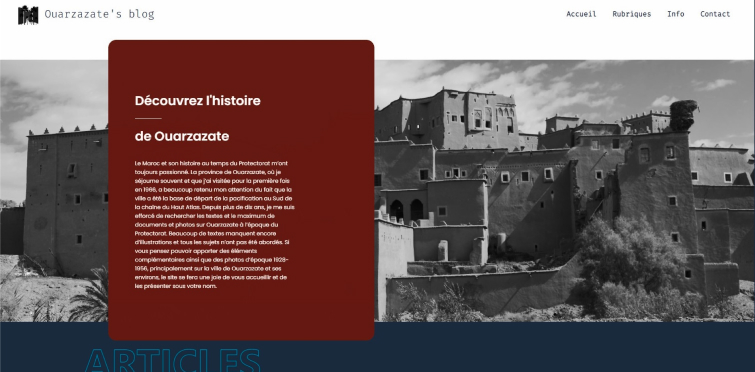 Ouarzazate's blog
Accueil Rubriques Info Contact
Découvrez l'histoire
de Ouarzazate
Le Maroc et son histoire au temps du Protectorat m'ont
toujours passionné. La province de Ouarzazate, où je
séjourne souvent et que j'ai visitée pour la première fois
en 1966, a beaucoup retenu mon attention du fait que la
ville a été la base de départ de la pacification au Sud de
la chaîne du Haut Atlas. Depuis plus de dix ans, je me suis
efforcé de rechercher les textes et le maximum de
documents et photos sur Ouarzazate à l'époque du
Protectorat. Beaucoup de textes manquent encore
d'illustrations et tous les sujets n'ont pas été abordés. Si
vous pensez pouvoir apporter des éléments
complémentaires ainsi que des photos d'époque 1928-
1956, principalement sur la ville de Ouarzazate et ses
environs, le site se fera une joie de vous accueillir et de
les présenter sous votre nom.
ARTICLES